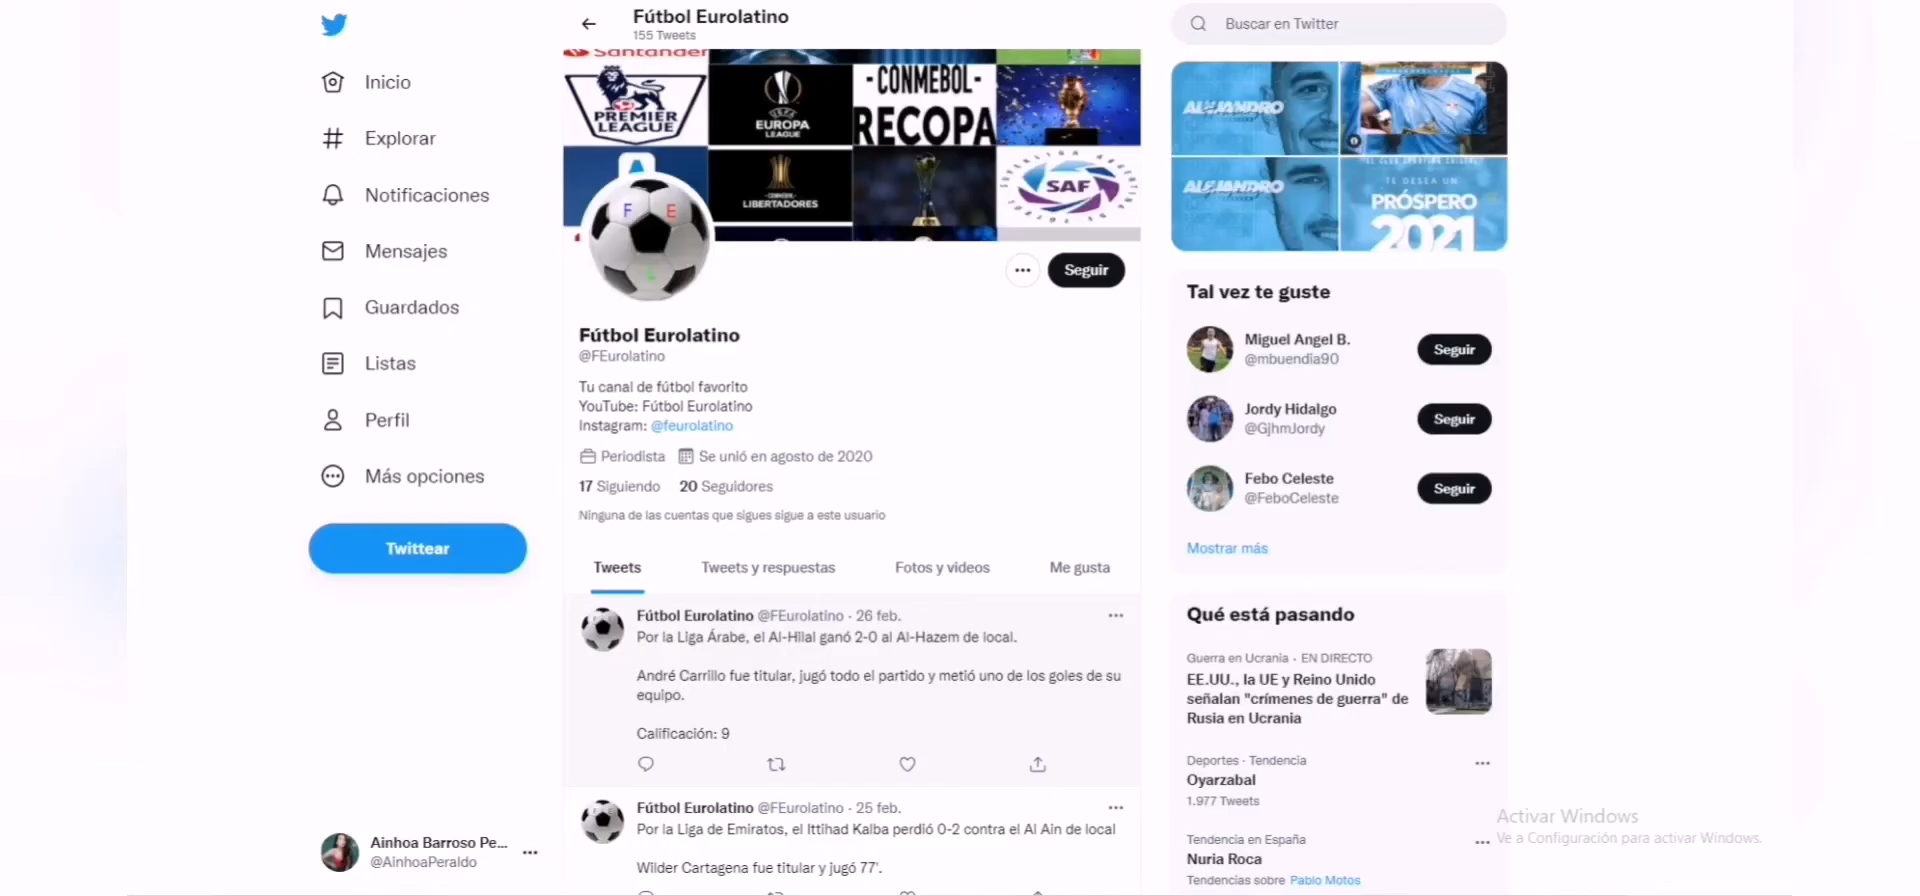 Inicio
Explorar
Notificaciones
Mensajes
Guardados
Listas
Perfil
Más opciones
Twittear
Ainhoa Barroso Pe...
@AinhoaPeraldo
Fútbol Eurolatino
155 Tweets
Santander
PREMIER
LEAGUE
UEFA
EUROPA
LEAGUE
-CONMEBOL-
RECOPA
CONMEBOL
LIBERTADORES
SAF
F E
L
Seguir
Fútbol Eurolatino
@FEurolatino
Tu canal de fútbol favorito
YouTube: Fútbol Eurolatino
Instagram: @feurolatino
Periodista Se unió en agosto de 2020
17 Siguiendo 20 Seguidores
Ninguna de las cuentas que sigues sigue a este usuario
Tweets Tweets y respuestas Fotos y videos Me gusta
Fútbol Eurolatino @FEurolatino · 26 feb.
Por la Liga Árabe, el Al-Hilal ganó 2-0 al Al-Hazem de local.
André Carrillo fue titular, jugó todo el partido y metió uno de los goles de su
equipo.
Calificación: 9
Fútbol Eurolatino @FEurolatino · 25 feb.
Por la Liga de Emiratos, el Ittihad Kalba perdió 0-2 contra el Al Ain de local
Wilder Cartagena fue titular y jugó 77'.
Buscar en Twitter
ALEJANDRO
ALEJANDRO
TE DESEA UN
PRÓSPERO
2021
Tal vez te guste
Miguel Angel B.
@mbuendia90
Seguir
Jordy Hidalgo
@GjhmJordy
Seguir
Febo Celeste
@FeboCeleste
Seguir
Mostrar más
Qué está pasando
Guerra en Ucrania · EN DIRECTO
EE.UU., la UE y Reino Unido
señalan "crímenes de guerra" de
Rusia en Ucrania
Deportes · Tendencia
Oyarzabal
1.977 Tweets
Tendencia en España
Nuria Roca
Tendencias sobre Pablo Motos
Activar Windows
Ve a Configuración para activar Windows.